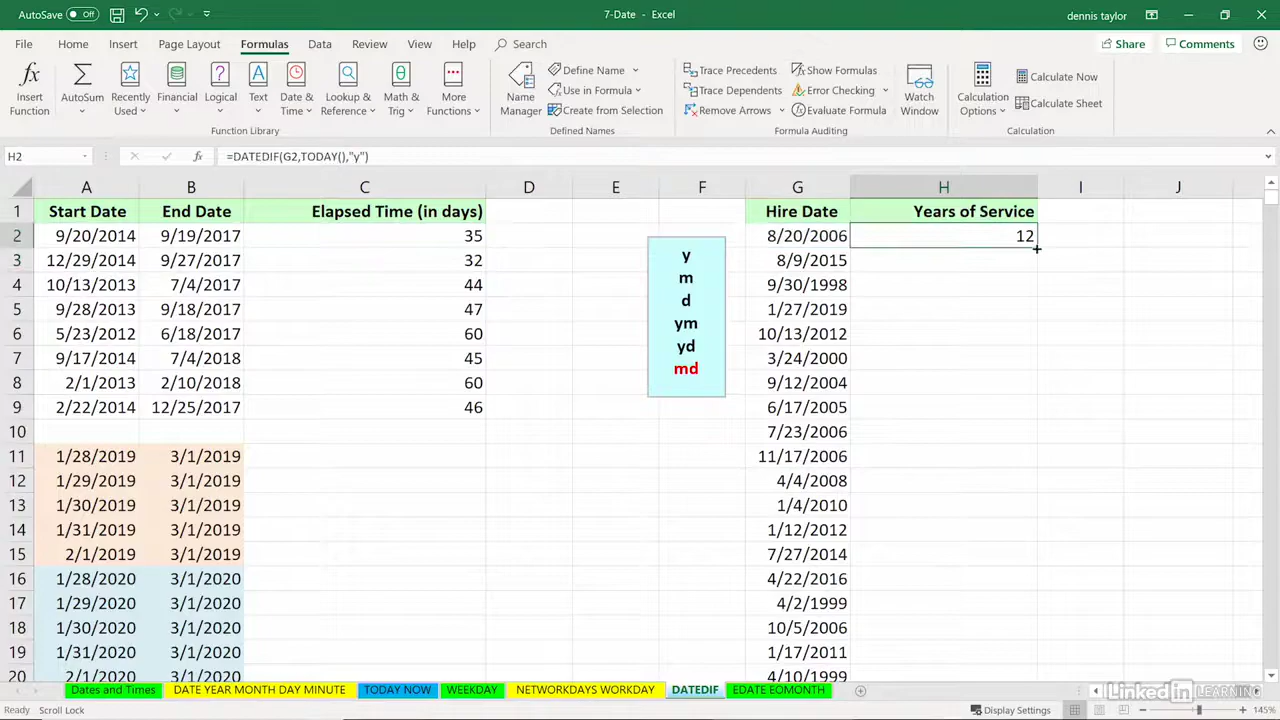 AutoSave Off 7-Date - Excel dennis taylor
File Home Insert Page Layout Formulas Data Review View Help Search Share Comments
Insert Function
AutoSum
Recently Used
Financial
Logical
Text
Date & Time
Lookup & Reference
Math & Trig
More Functions
Function Library
Name Manager
Define Name
Use in Formula
Create from Selection
Defined Names
Trace Precedents
Trace Dependents
Remove Arrows
Show Formulas
Error Checking
Evaluate Formula
Formula Auditing
Watch Window
Calculation Options
Calculate Now
Calculate Sheet
Calculation
H2 fx =DATEDIF(G2,TODAY(),"y")
A B C D E F G H I J
1 Start Date End Date Elapsed Time (in days) Hire Date Years of Service
2 9/20/2014 9/19/2017 35 8/20/2006 12
3 12/29/2014 9/27/2017 32 8/9/2015
4 10/13/2013 7/4/2017 44 9/30/1998
5 9/28/2013 9/18/2017 47 1/27/2019
6 5/23/2012 6/18/2017 60 10/13/2012
7 9/17/2014 7/4/2018 45 3/24/2000
8 2/1/2013 2/10/2018 60 9/12/2004
9 2/22/2014 12/25/2017 46 6/17/2005
10 7/23/2006
11 1/28/2019 3/1/2019 11/17/2006
12 1/29/2019 3/1/2019 4/4/2008
13 1/30/2019 3/1/2019 1/4/2010
14 1/31/2019 3/1/2019 1/12/2012
15 2/1/2019 3/1/2019 7/27/2014
16 1/28/2020 3/1/2020 4/22/2016
17 1/29/2020 3/1/2020 4/2/1999
18 1/30/2020 3/1/2020 10/5/2006
19 1/31/2020 3/1/2020 1/17/2011
20 2/1/2020 3/1/2020 4/10/1999
y
m
d
ym
yd
md
Dates and Times DATE YEAR MONTH DAY MINUTE TODAY NOW WEEKDAY NETWORKDAYS WORKDAY DATEDIF EDATE EOMONTH
LinkedIn LEARNING
Ready Scroll Lock Display Settings 145%